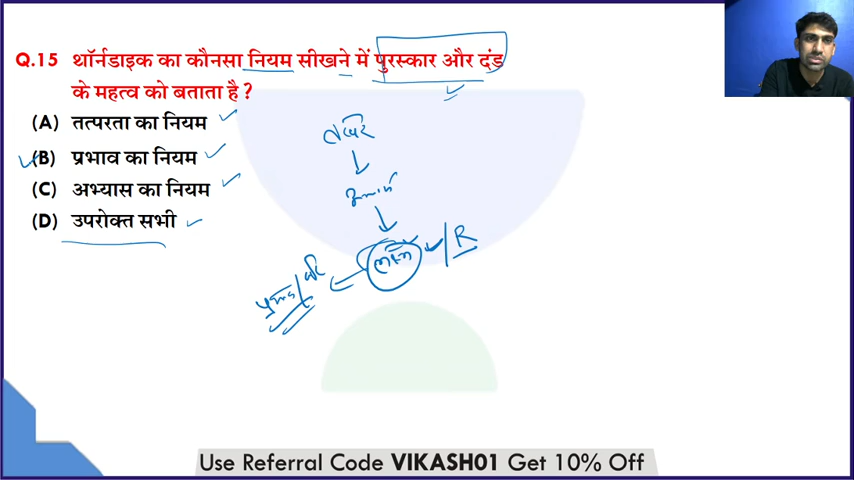 Q.15 थॉर्नडाइक का कौनसा नियम सीखने में पुरस्कार और दंड
के महत्व को बताता है ?
(A) तत्परता का नियम
(B) प्रभाव का नियम
(C) अभ्यास का नियम
(D) उपरोक्त सभी
R
Use Referral Code VIKASH01 Get 10% Off